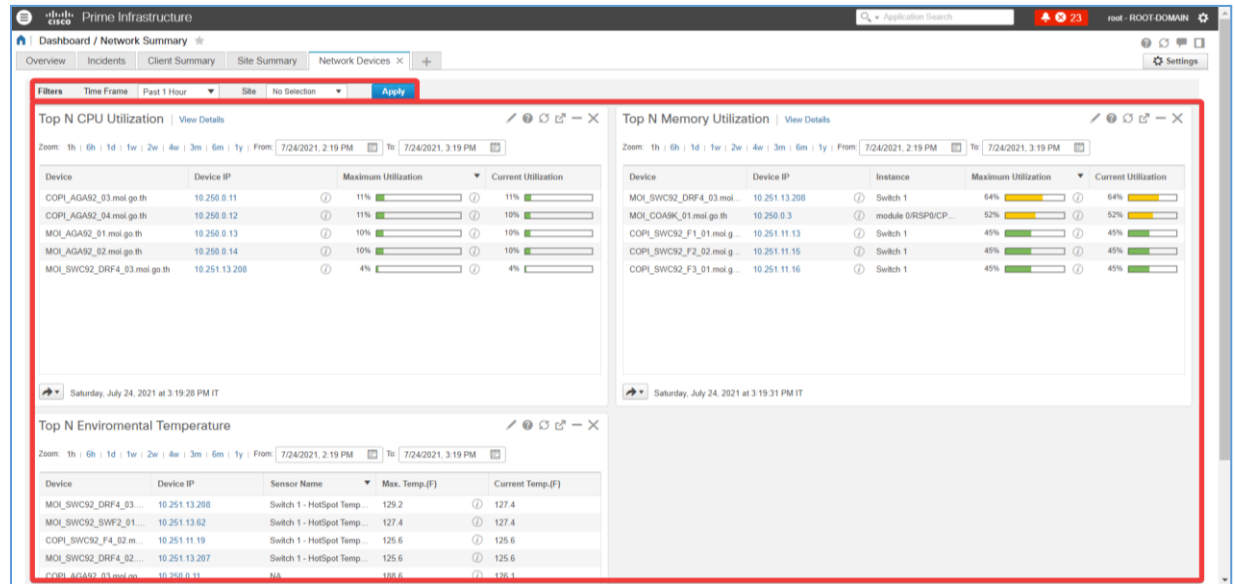 cisco Prime Infrastructure
Application Search
23
root - ROOT-DOMAIN
Dashboard / Network Summary
Overview Incidents Client Summary Site Summary Network Devices × +
Settings
Filters Time Frame Past 1 Hour Site No Selection Apply
Top N CPU Utilization | View Details
Zoom: 1h | 6h | 1d | 1w | 2w | 4w | 3m | 6m | 1y | From: 7/24/2021, 2:19 PM To: 7/24/2021, 3:19 PM
Device Device IP Maximum Utilization Current Utilization
COPI_AGA92_03.moi.go.th 10.250.0.11 11% 11%
COPI_AGA92_04.moi.go.th 10.250.0.12 11% 10%
MOI_AGA92_01.moi.go.th 10.250.0.13 10% 10%
MOI_AGA92_02.moi.go.th 10.250.0.14 10% 10%
MOI_SWC92_DRF4_03.moi.go.th 10.251.13.208 4% 4%
Saturday, July 24, 2021 at 3:19:28 PM IT
Top N Memory Utilization | View Details
Zoom: 1h | 6h | 1d | 1w | 2w | 4w | 3m | 6m | 1y | From: 7/24/2021, 2:19 PM To: 7/24/2021, 3:19 PM
Device Device IP Instance Maximum Utilization Current Utilization
MOI_SWC92_DRF4_03.moi... 10.251.13.208 Switch 1 64% 64%
MOI_COA9K_01.moi.go.th 10.250.0.3 module 0/RSP0/CP... 52% 52%
COPI_SWC92_F1_01.moi.g... 10.251.11.13 Switch 1 45% 45%
COPI_SWC92_F2_02.moi.g... 10.251.11.15 Switch 1 45% 45%
COPI_SWC92_F3_01.moi.g... 10.251.11.16 Switch 1 45% 45%
Saturday, July 24, 2021 at 3:19:31 PM IT
Top N Enviromental Temperature
Zoom: 1h | 6h | 1d | 1w | 2w | 4w | 3m | 6m | 1y | From: 7/24/2021, 2:19 PM To: 7/24/2021, 3:19 PM
Device Device IP Sensor Name Max. Temp.(F) Current Temp.(F)
MOI_SWC92_DRF4_03.... 10.251.13.208 Switch 1 - HotSpot Temp... 129.2 127.4
MOI_SWC92_SWF2_01.... 10.251.13.62 Switch 1 - HotSpot Temp... 127.4 127.4
COPI_SWC92_F4_02.m... 10.251.11.19 Switch 1 - HotSpot Temp... 125.6 125.6
MOI_SWC92_DRF4_02.... 10.251.13.207 Switch 1 - HotSpot Temp... 125.6 125.6
COPI_AGA92_03.moi.go... 10.250.0.11 NA 188.6 126.1